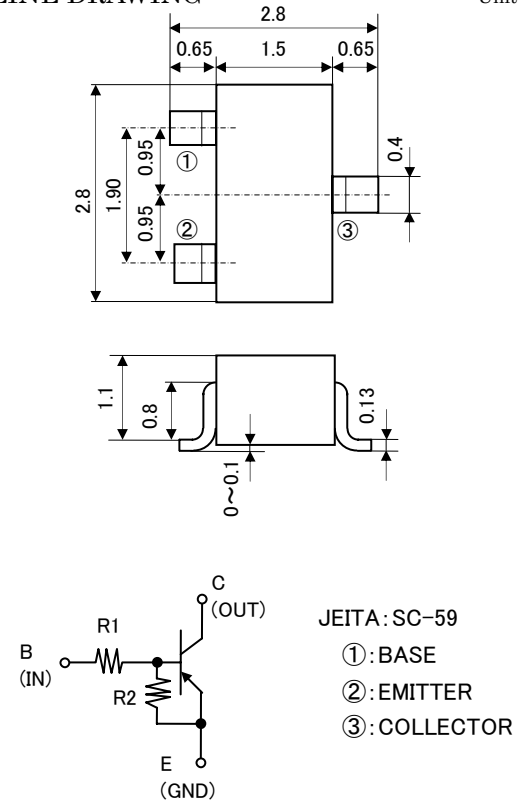 LINE DRAWING
Unit
2.8
0.65 1.5 0.65
①
0.95
1.90
2.8
0.95
②
0.4
③
1.1
0.8
0.13
0～0.1
C
(OUT)
R1
B
(IN)
R2
E
(GND)
JEITA:SC-59
①:BASE
②:EMITTER
③:COLLECTOR